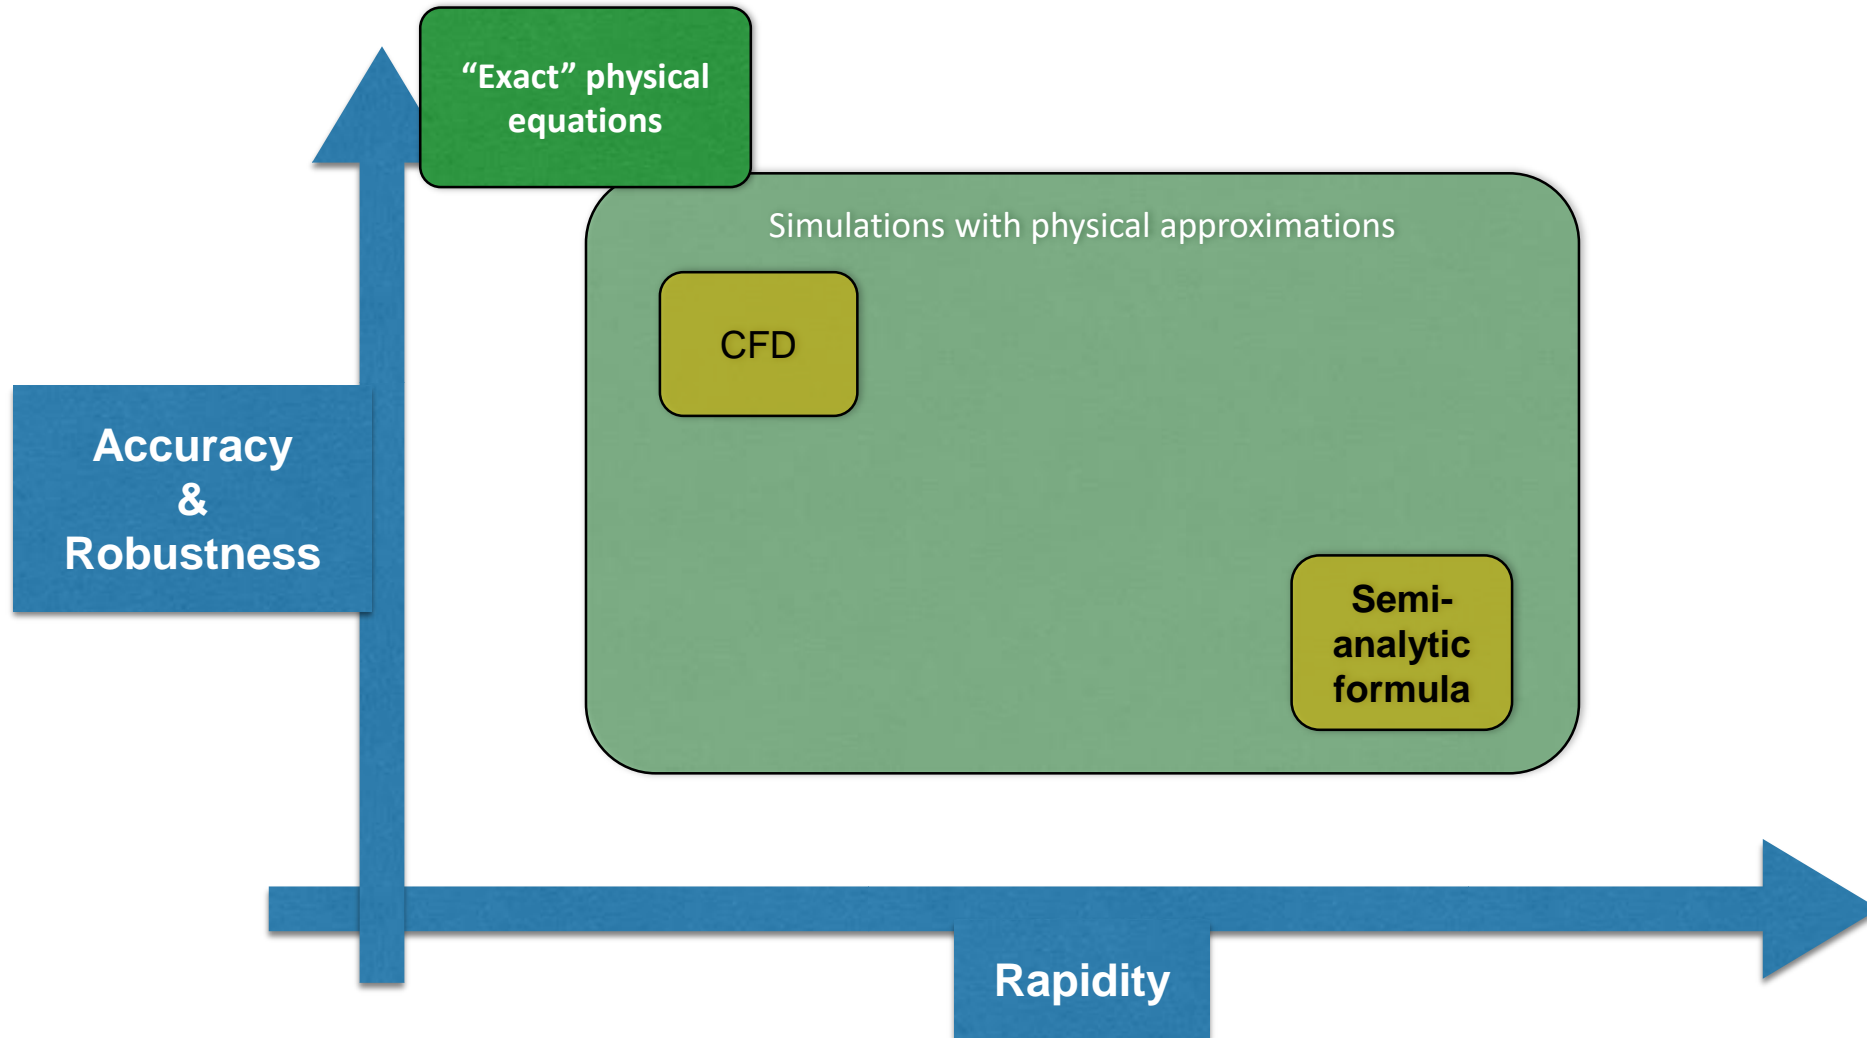 “Exact” physical
equations
Simulations with physical approximations
CFD
Accuracy
&
Robustness
Semi-
analytic
formula
Rapidity